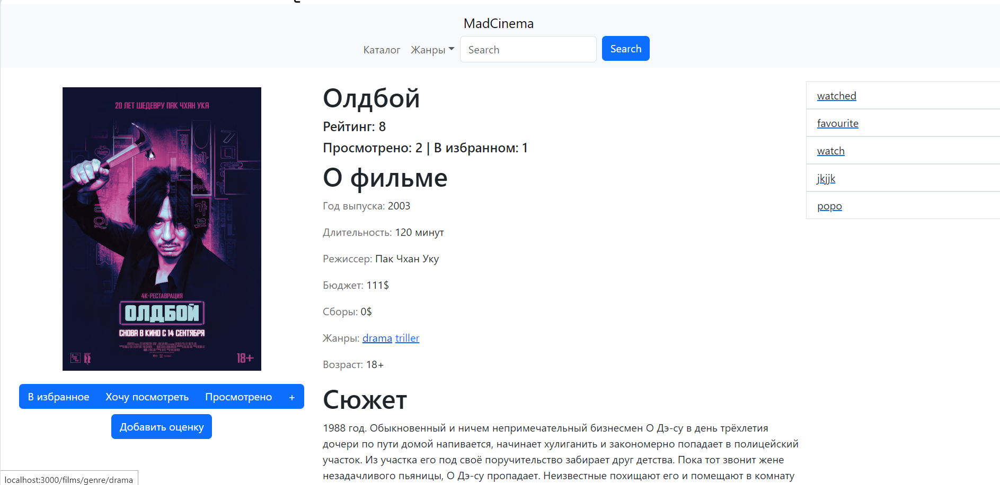 MadCinema
Каталог Жанры Search Search
20 ЛЕТ ШЕДЕВРУ ПАК ЧХАН УКА
4К-РЕСТАВРАЦИЯ
ОЛДБОЙ
СНОВА В КИНО С 14 СЕНТЯБРЯ
18+
В избранное Хочу посмотреть Просмотрено +
Добавить оценку
Олдбой
Рейтинг: 8
Просмотрено: 2 | В избранном: 1
О фильме
Год выпуска: 2003
Длительность: 120 минут
Режиссер: Пак Чхан Уку
Бюджет: 111$
Сборы: 0$
Жанры: drama triller
Возраст: 18+
Сюжет
1988 год. Обыкновенный и ничем непримечательный бизнесмен О Дэ-су в день трёхлетия
дочери по пути домой напивается, начинает хулиганить и закономерно попадает в полицейский
участок. Из участка его под своё поручительство забирает друг детства. Пока тот звонит жене
незадачливого пьяницы, О Дэ-су пропадает. Неизвестные похищают его и помещают в комнату
watched
favourite
watch
jkjjk
popo
localhost:3000/films/genre/drama